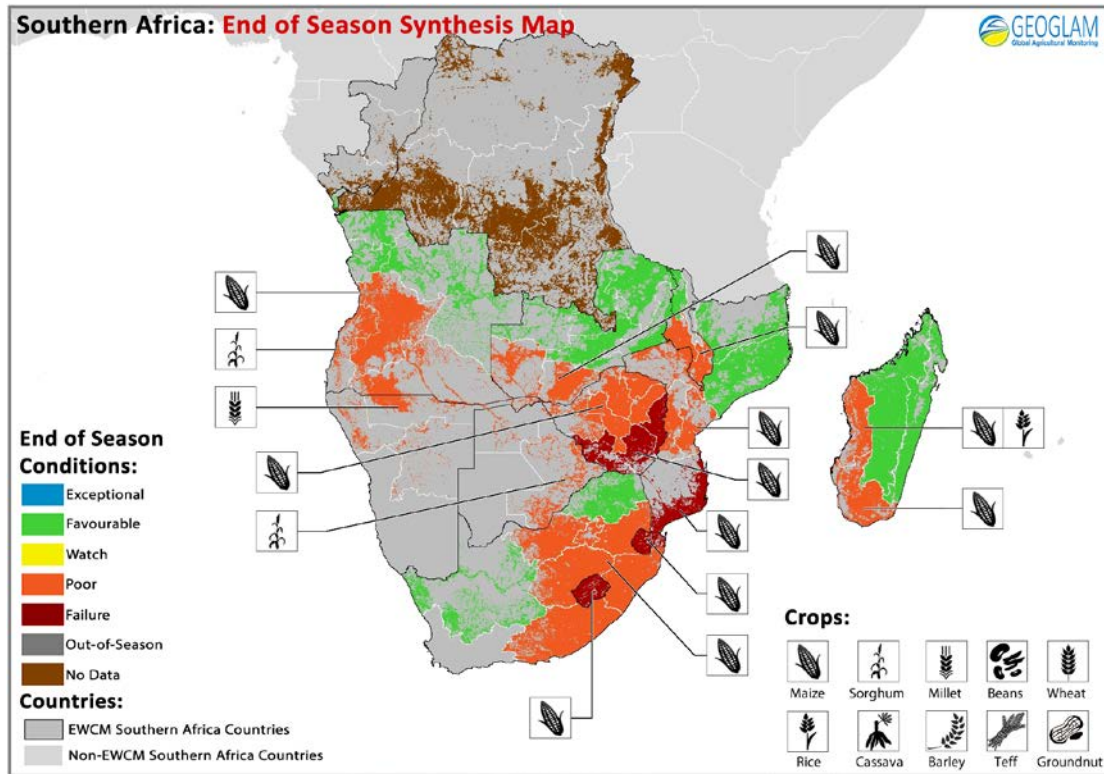 Southern Africa: End of Season Synthesis Map
GEOGLAM
Global Agricultural Monitoring
End of Season
Conditions:
Exceptional
Favourable
Watch
Poor
Failure
Out-of-Season
No Data
Countries:
EWCM Southern Africa Countries
Non-EWCM Southern Africa Countries
Crops:
Maize Sorghum Millet Beans Wheat
Rice Cassava Barley Teff Groundnut